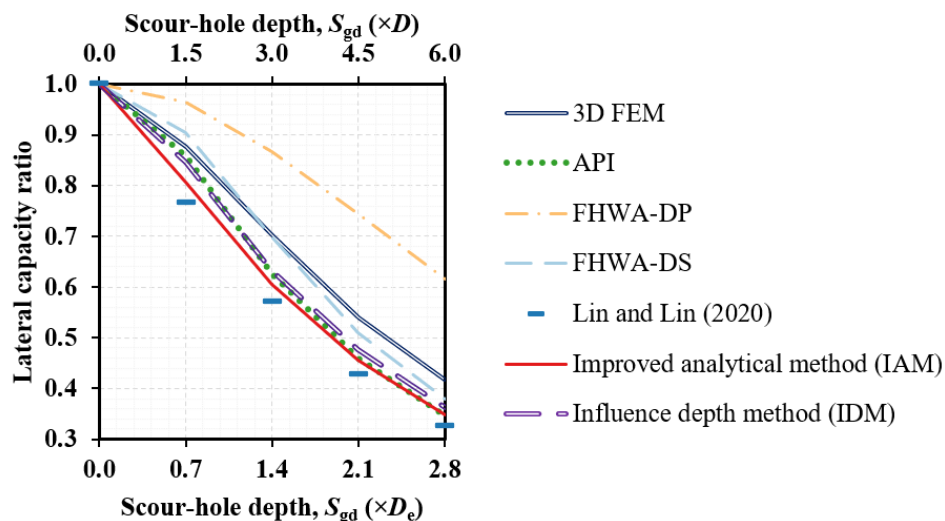 Scour-hole depth, Sgd (×D)
0.0 1.5 3.0 4.5 6.0
Lateral capacity ratio
1.0
0.9
0.8
0.7
0.6
0.5
0.4
0.3
0.0 0.7 1.4 2.1 2.8
Scour-hole depth, Sgd (×De)
3D FEM
API
FHWA-DP
FHWA-DS
Lin and Lin (2020)
Improved analytical method (IAM)
Influence depth method (IDM)